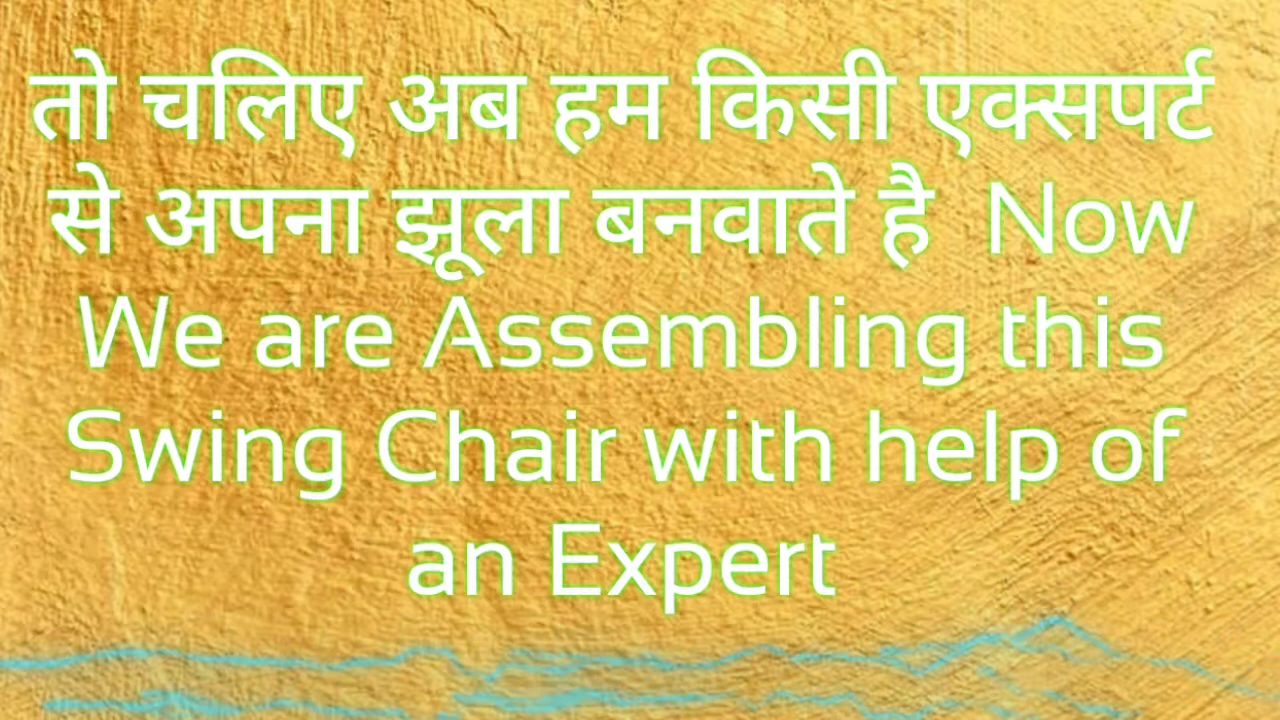 तो चलिए अब हम किसी एक्सपर्ट
से अपना झूला बनवाते है  Now
We are Assembling this
Swing Chair with help of
an Expert